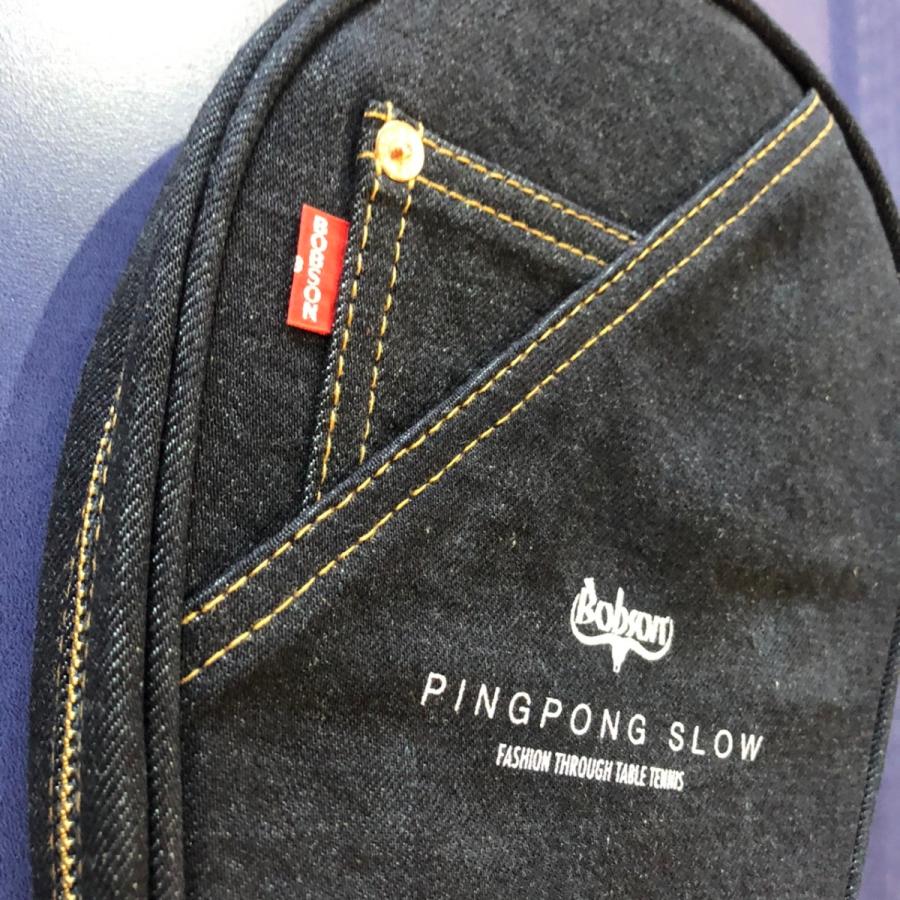 BOBSON
Bobson
PINGPONG SLOW
FASHION THROUGH TABLE TENNIS